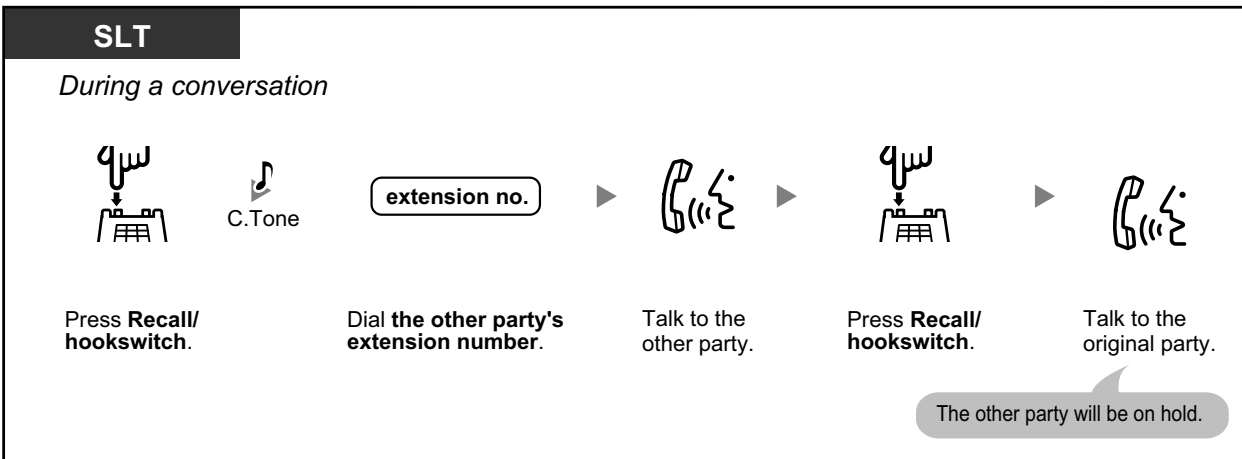 SLT
During a conversation
C.Tone
extension no.
Press Recall/
hookswitch.
Dial the other party's
extension number.
Talk to the
other party.
Press Recall/
hookswitch.
Talk to the
original party.
The other party will be on hold.